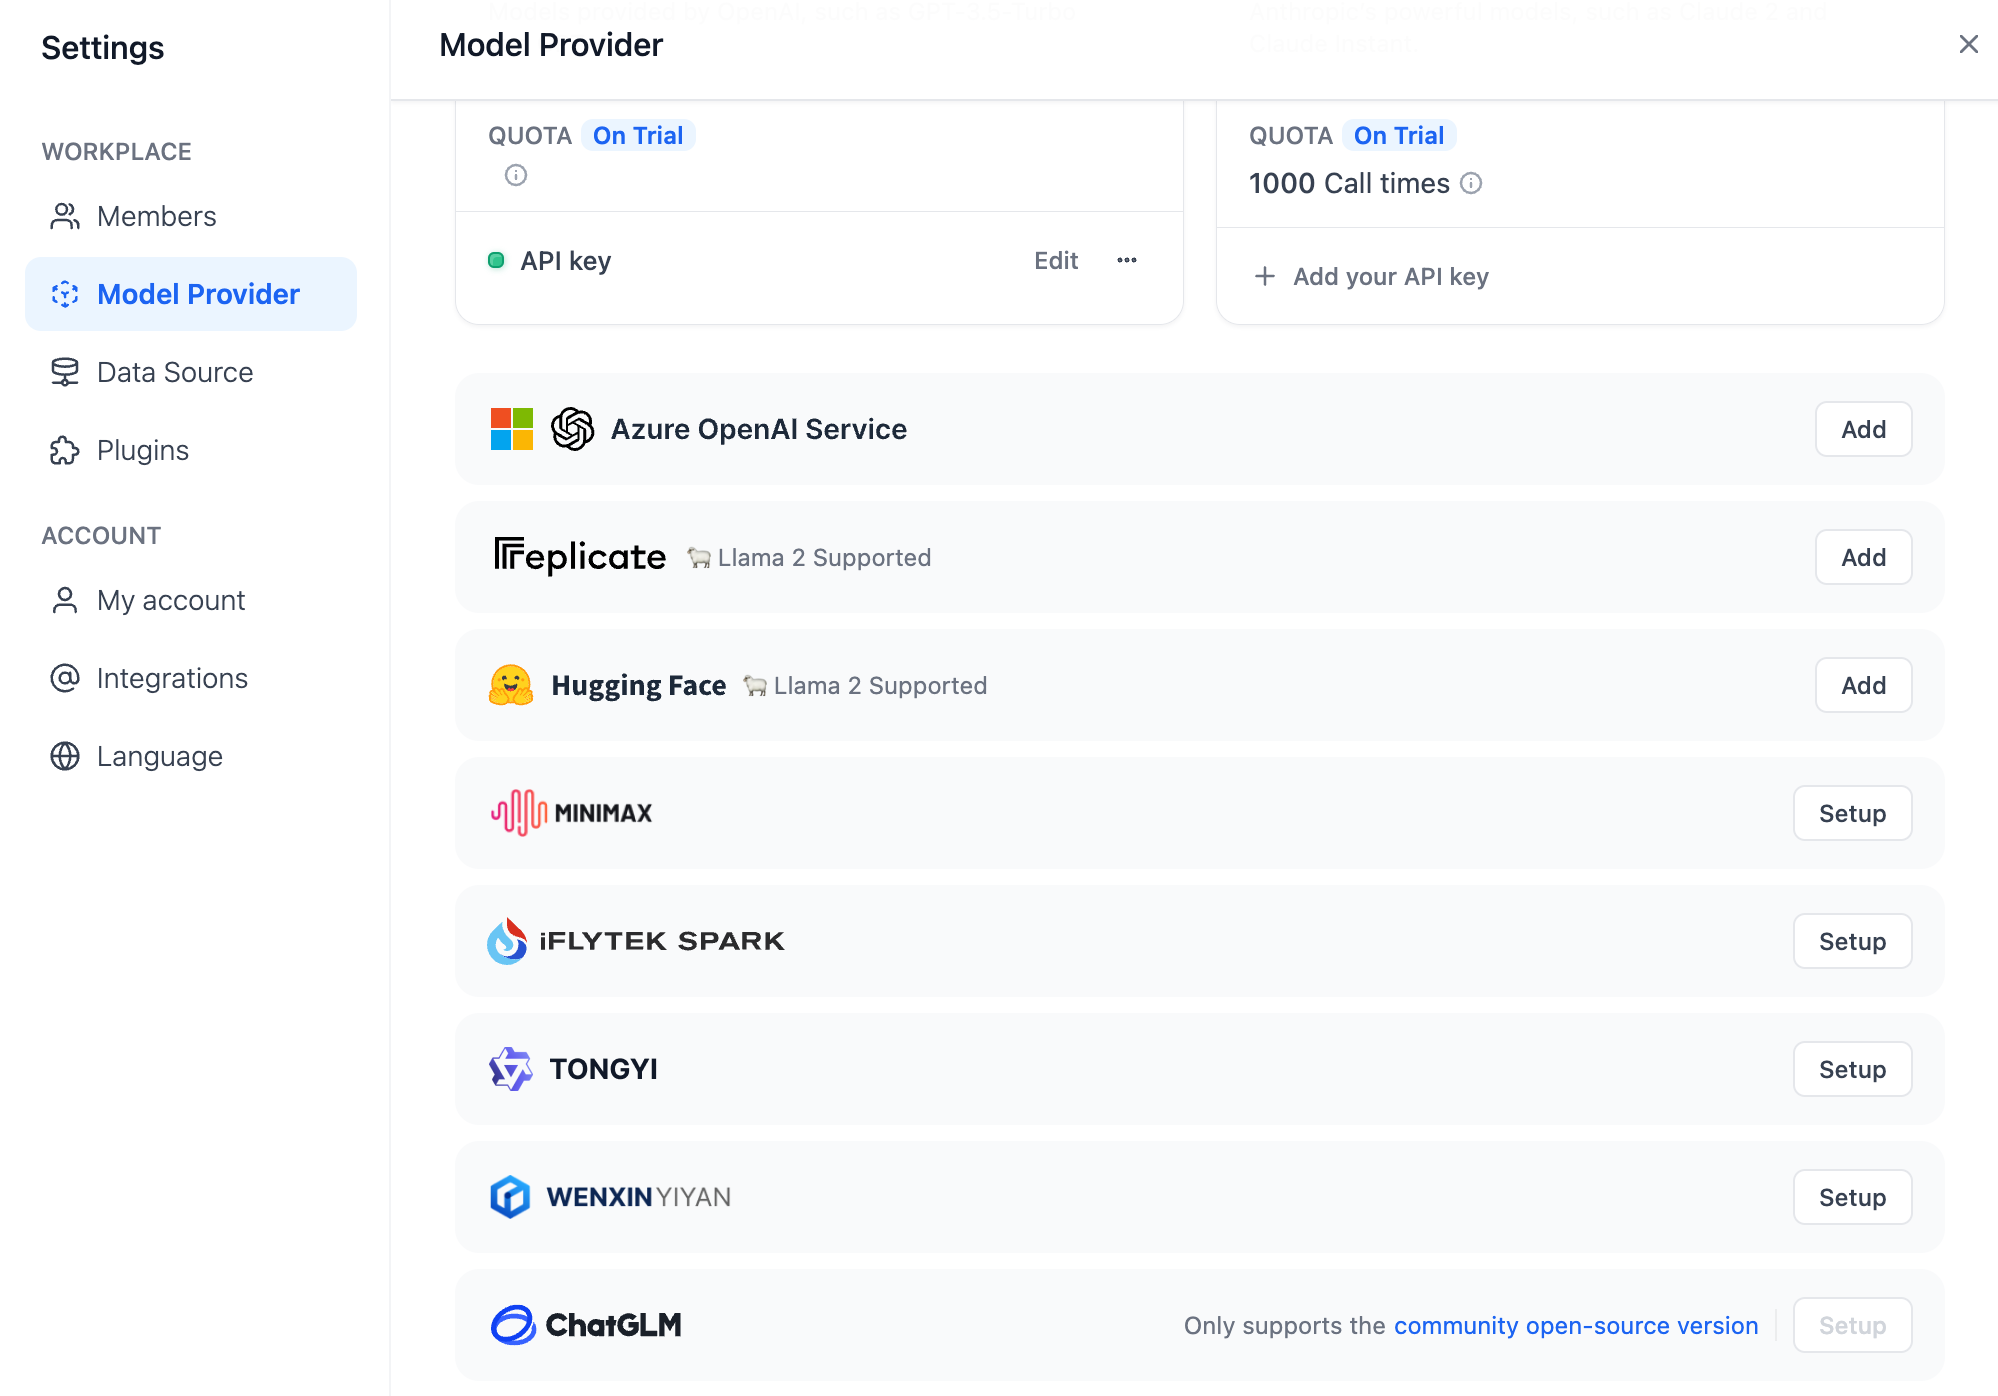 Settings
WORKPLACE
Members
Model Provider
Data Source
Plugins
ACCOUNT
My account
Integrations
Language
Models provided by OpenAI, such as GPT-3.5-Turbo
Anthropic's powerful models, such as Claude 2 and
Claude Instant.
Model Provider
QUOTA On Trial
API key Edit
QUOTA On Trial
1000 Call times
Add your API key
Azure OpenAI Service Add
Replicate Llama 2 Supported Add
Hugging Face Llama 2 Supported Add
MINIMAX Setup
iFLYTEK SPARK Setup
TONGYI Setup
WENXIN YIYAN Setup
ChatGLM Only supports the community open-source version Setup